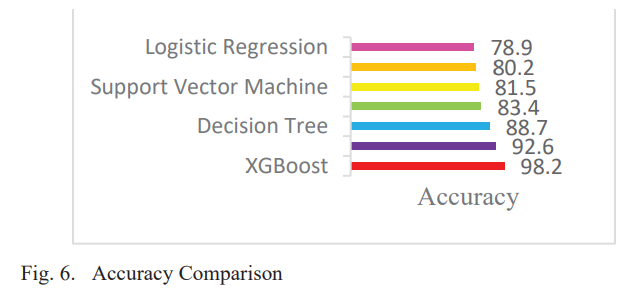 Logistic Regression 78.9
80.2
Support Vector Machine 81.5
83.4
Decision Tree 88.7
92.6
XGBoost 98.2
Accuracy
Fig. 6. Accuracy Comparison